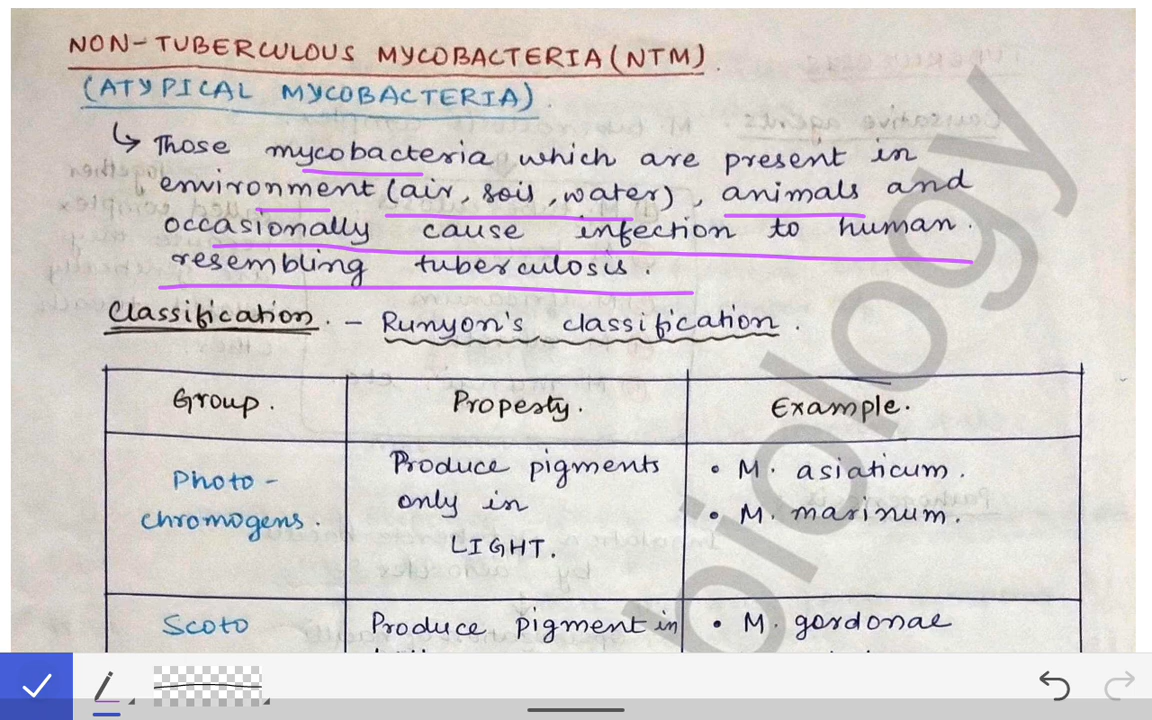 NON-TUBERCULOUS MYCOBACTERIA (NTM).
(ATYPICAL MYCOBACTERIA).
↳ Those mycobacteria which are present in
environment (air, soil, water), animals and
occasionally cause infection to human.
resembling tuberculosis.
Classification. - Runyon's classification.
Group. Property. Example.
Photo- Produce pigments • M. asiaticum.
chromogens. only in • M. marinum.
LIGHT.
Scoto Produce pigment in • M. gordonae
biology